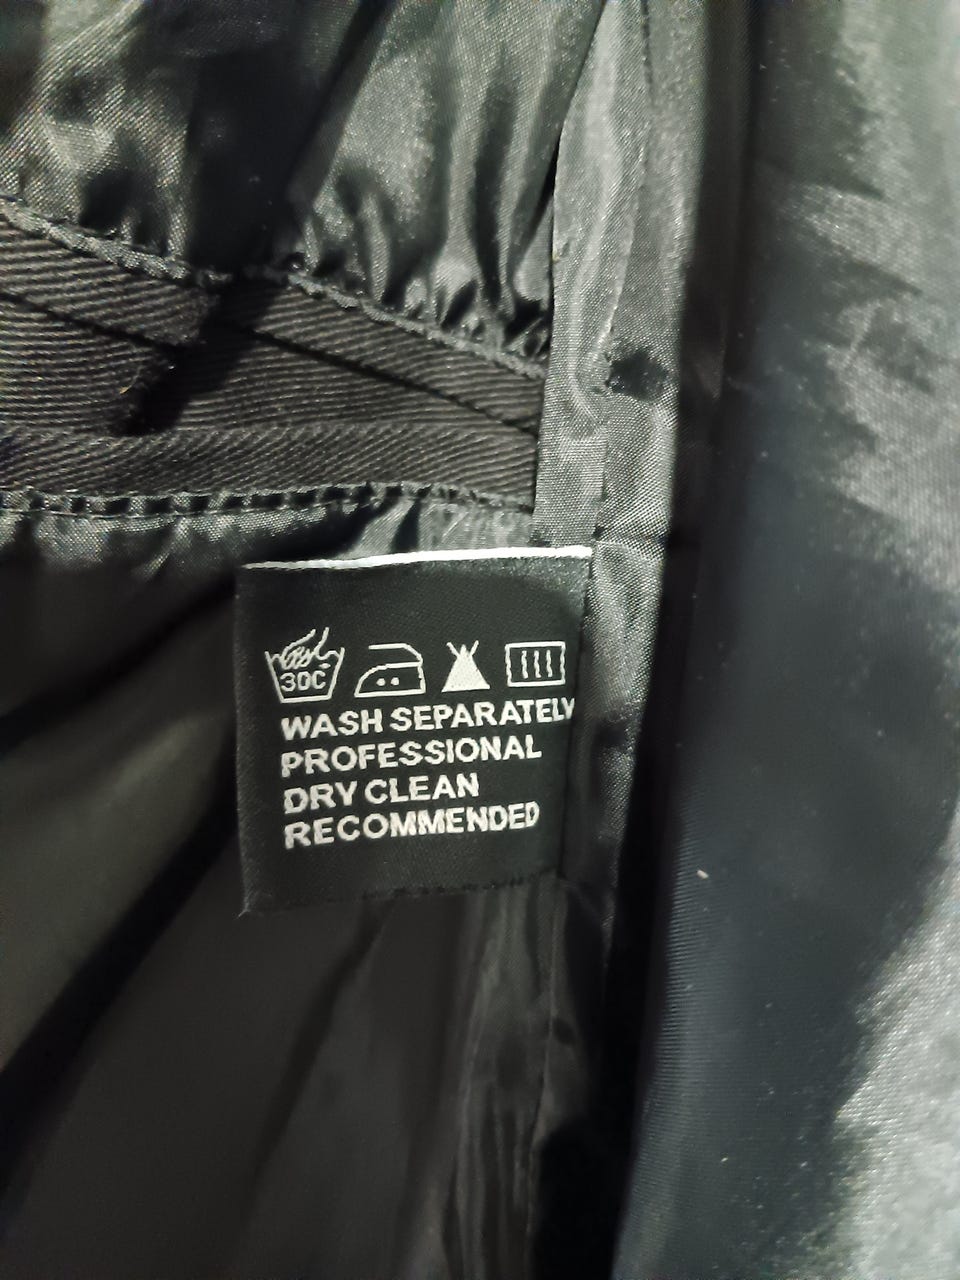 30C
WASH SEPARATELY
PROFESSIONAL
DRY CLEAN
RECOMMENDED